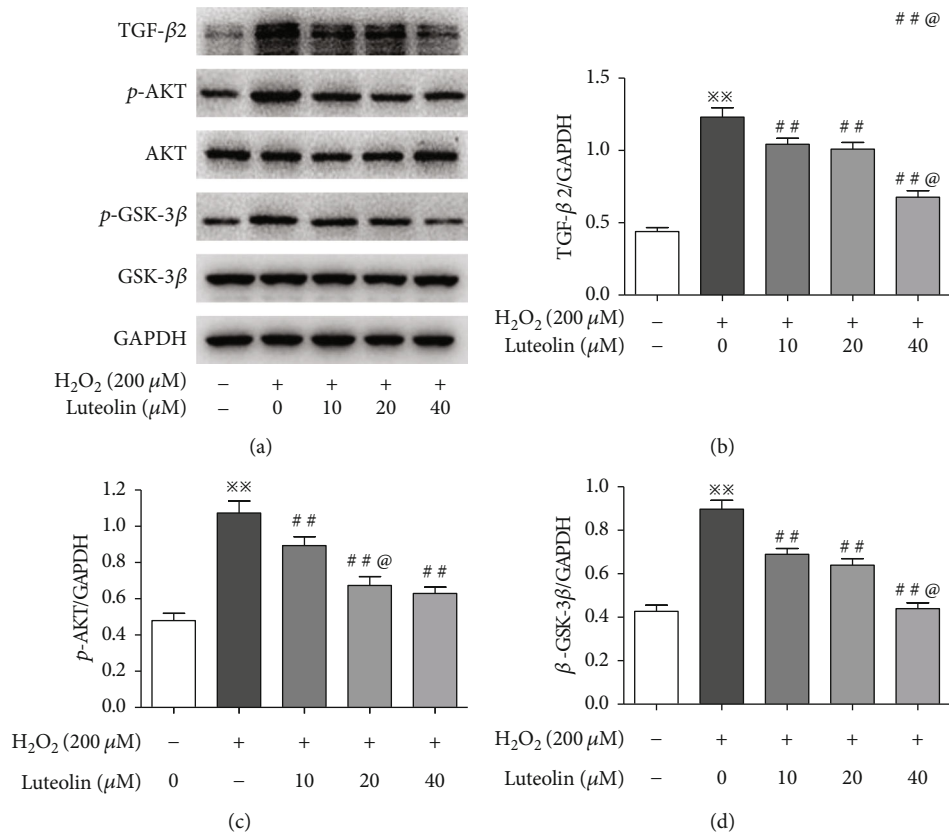 TGF-β2
p-AKT
AKT
p-GSK-3β
GSK-3β
GAPDH
H₂O₂ (200 μM) – + + + +
Luteolin (μM) – 0 10 20 40
(a)
# # @
1.5
1.0
0.5
0.0
TGF-β 2/GAPDH
※※
# #
# #
# # @
H₂O₂ (200 μM) – + + + +
Luteolin (μM) – 0 10 20 40
(b)
1.2
1.0
0.8
0.6
0.4
0.2
0.0
p-AKT/GAPDH
※※
# #
# # @
# #
H₂O₂ (200 μM) – + + + +
Luteolin (μM) 0 – 10 20 40
(c)
1.0
0.8
0.6
0.4
0.2
0.0
β -GSK-3β/GAPDH
※※
# #
# #
# # @
H₂O₂ (200 μM) – + + + +
Luteolin (μM) – 0 10 20 40
(d)